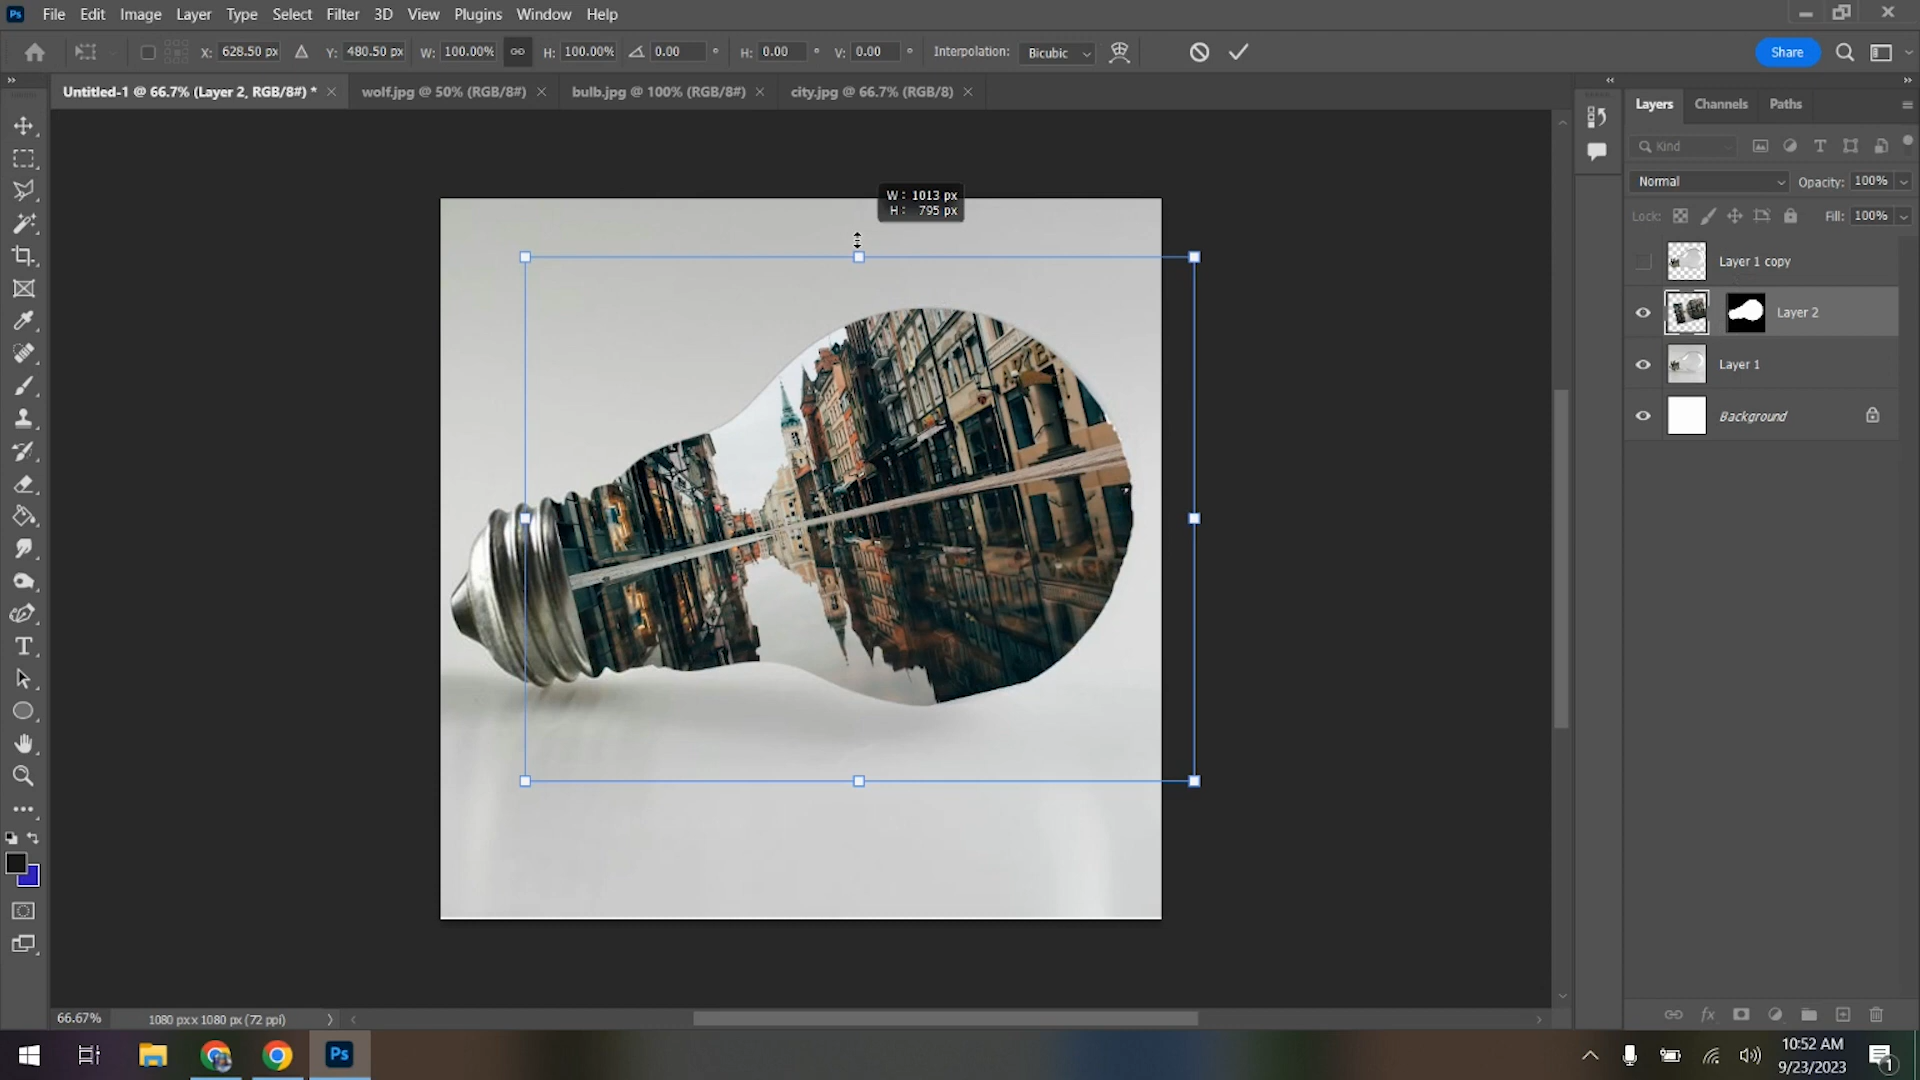 Ps File Edit Image Layer Type Select Filter 3D View Plugins Window Help
X: 628.50 px Y: 480.50 px W: 100.00% H: 100.00% 0.00 ° H: 0.00 ° V: 0.00 ° Interpolation: Bicubic Share
Untitled-1 @ 66.7% (Layer 2, RGB/8#) * wolf.jpg @ 50% (RGB/8#) bulb.jpg @ 100% (RGB/8#) city.jpg @ 66.7% (RGB/8)
Layers Channels Paths
Kind
Normal Opacity: 100%
Lock: Fill: 100%
W: 1013 px
H: 795 px
Layer 1 copy
Layer 2
Layer 1
Background
66.67% 1080 px x 1080 px (72 ppi)
Ps
10:52 AM
9/23/2023
1